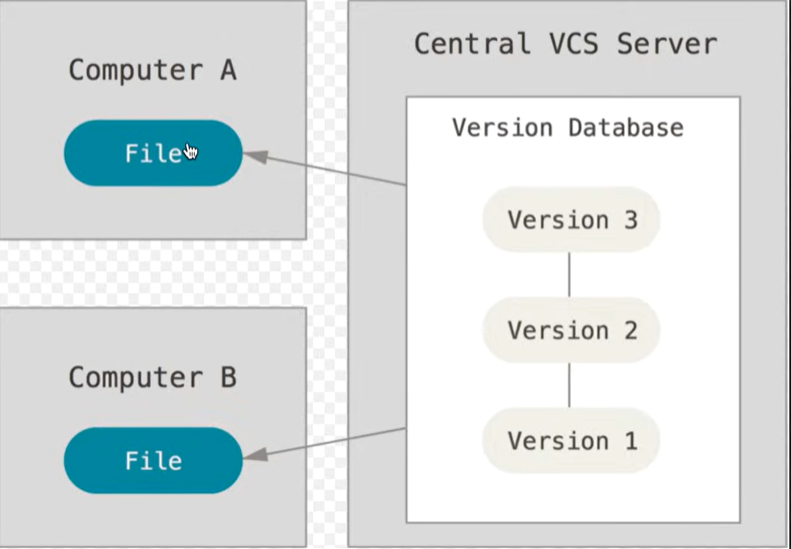 Computer A
File
Computer B
File
Central VCS Server
Version Database
Version 3
Version 2
Version 1